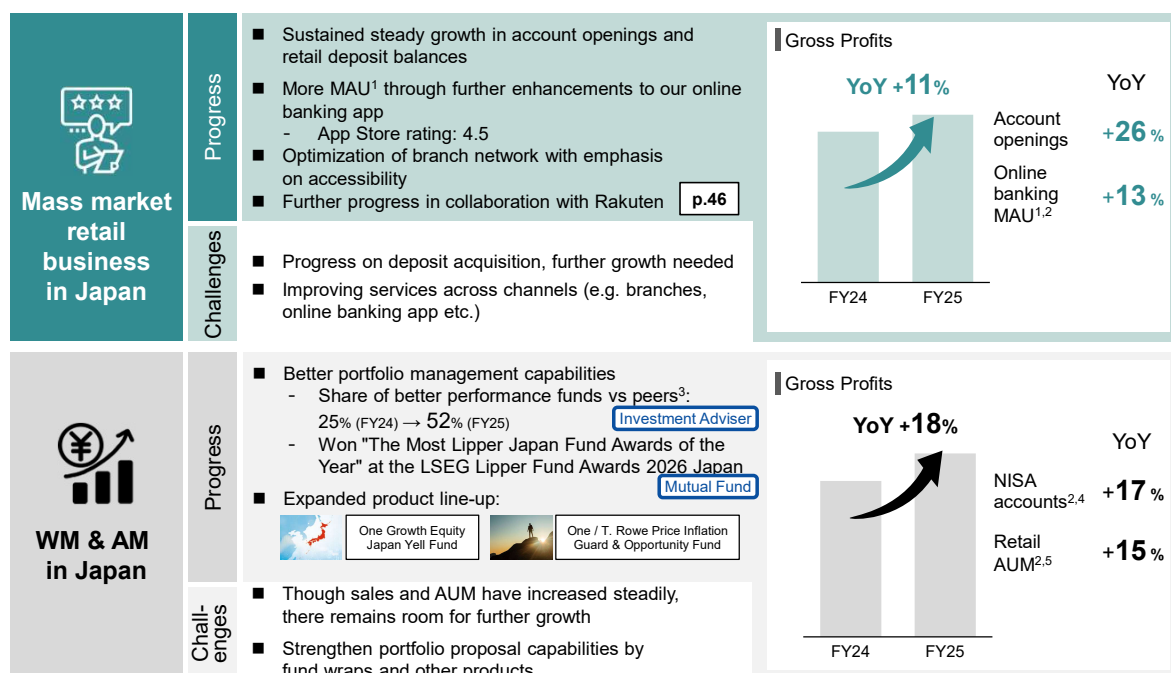 Mass market
retail
business
in Japan
Progress
■ Sustained steady growth in account openings and
retail deposit balances
■ More MAU1 through further enhancements to our online
banking app
- App Store rating: 4.5
■ Optimization of branch network with emphasis
on accessibility
■ Further progress in collaboration with Rakuten
p.46
Challenges
■ Progress on deposit acquisition, further growth needed
■ Improving services across channels (e.g. branches,
online banking app etc.)
Gross Profits
YoY +11%
FY24 FY25
YoY
Account
openings
+26 %
Online
banking
MAU1,2
+13 %
WM & AM
in Japan
Progress
■ Better portfolio management capabilities
- Share of better performance funds vs peers3:
25% (FY24) → 52% (FY25)
Investment Adviser
- Won "The Most Lipper Japan Fund Awards of the
Year" at the LSEG Lipper Fund Awards 2026 Japan
Mutual Fund
■ Expanded product line-up:
One Growth Equity
Japan Yell Fund
One / T. Rowe Price Inflation
Guard & Opportunity Fund
Chall-
enges
■ Though sales and AUM have increased steadily,
there remains room for further growth
■ Strengthen portfolio proposal capabilities by
fund wraps and other products
Gross Profits
YoY +18%
FY24 FY25
YoY
NISA
accounts2,4
+17 %
Retail
AUM2,5
+15 %